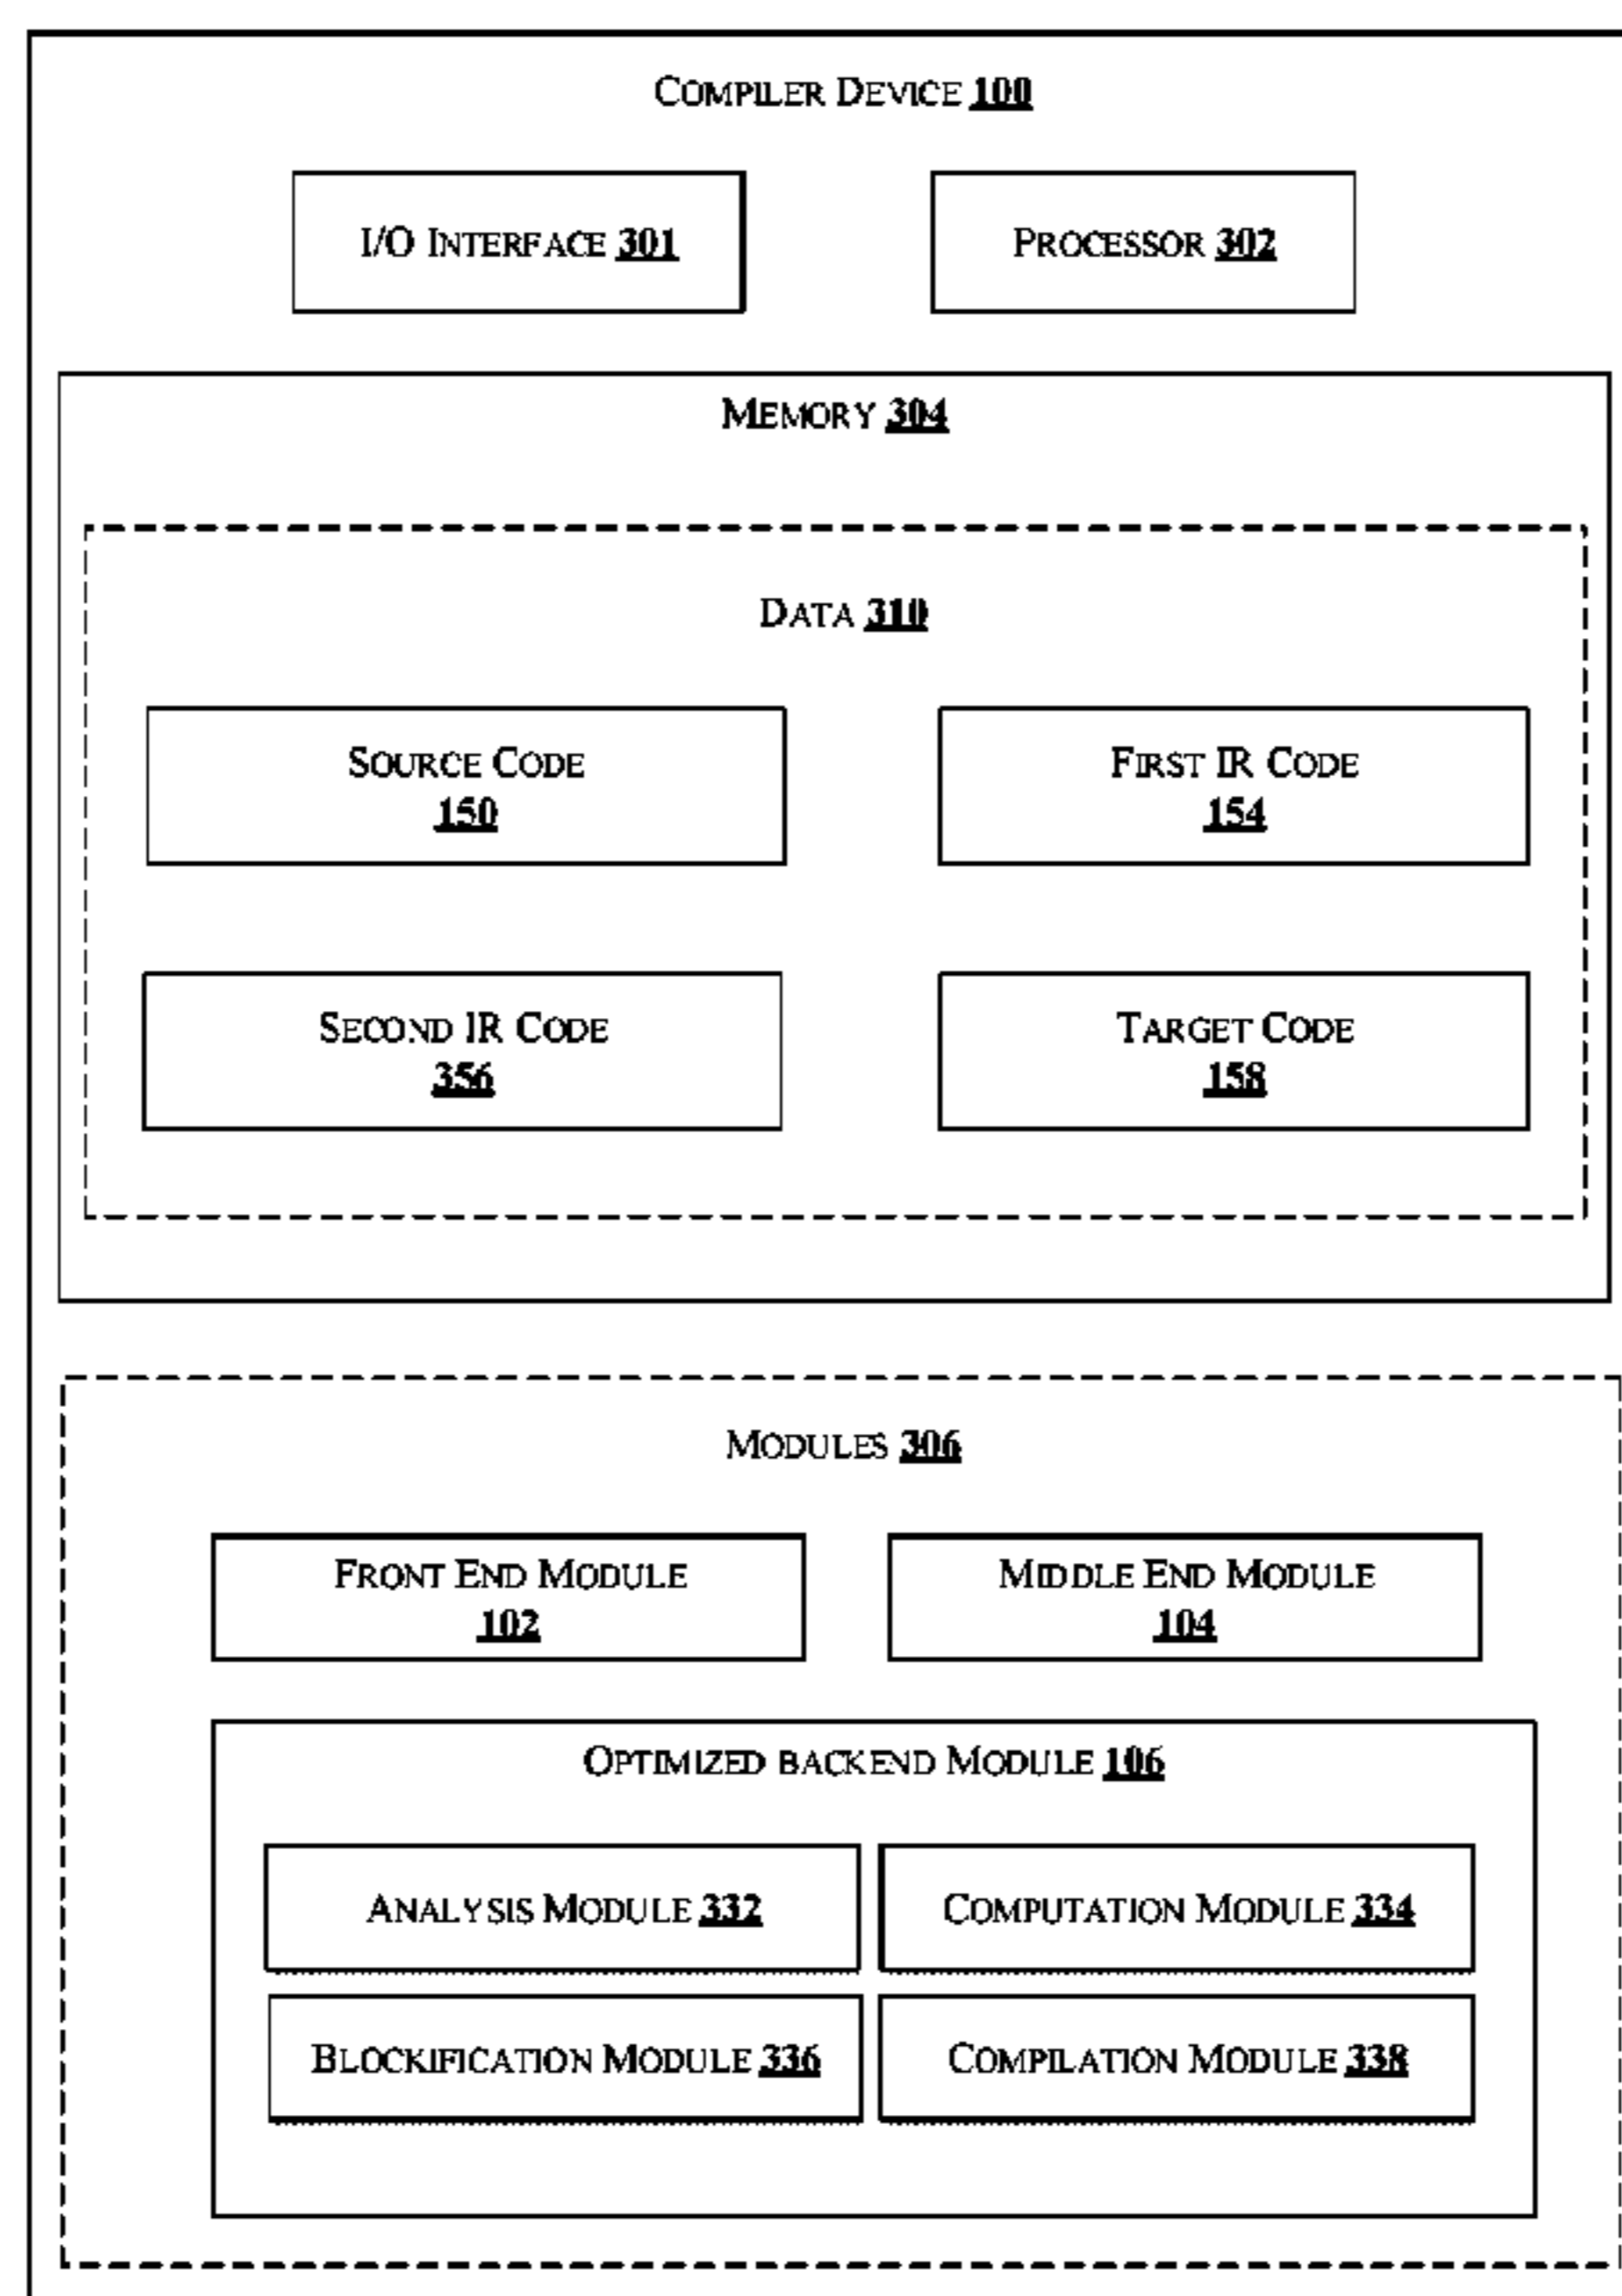 COMPILER DEVICE 100
I/O INTERFACE 301
PROCESSOR 302
MEMORY 304
DATA 310
SOURCE CODE
150
FIRST IR CODE
154
SECOND IR CODE
356
TARGET CODE
158
MODULES 306
FRONT END MODULE
102
MIDDLE END MODULE
104
OPTIMIZED BACKEND MODULE 106
ANALYSIS MODULE 332
COMPUTATION MODULE 334
BLOCKIFICATION MODULE 336
COMPILATION MODULE 338